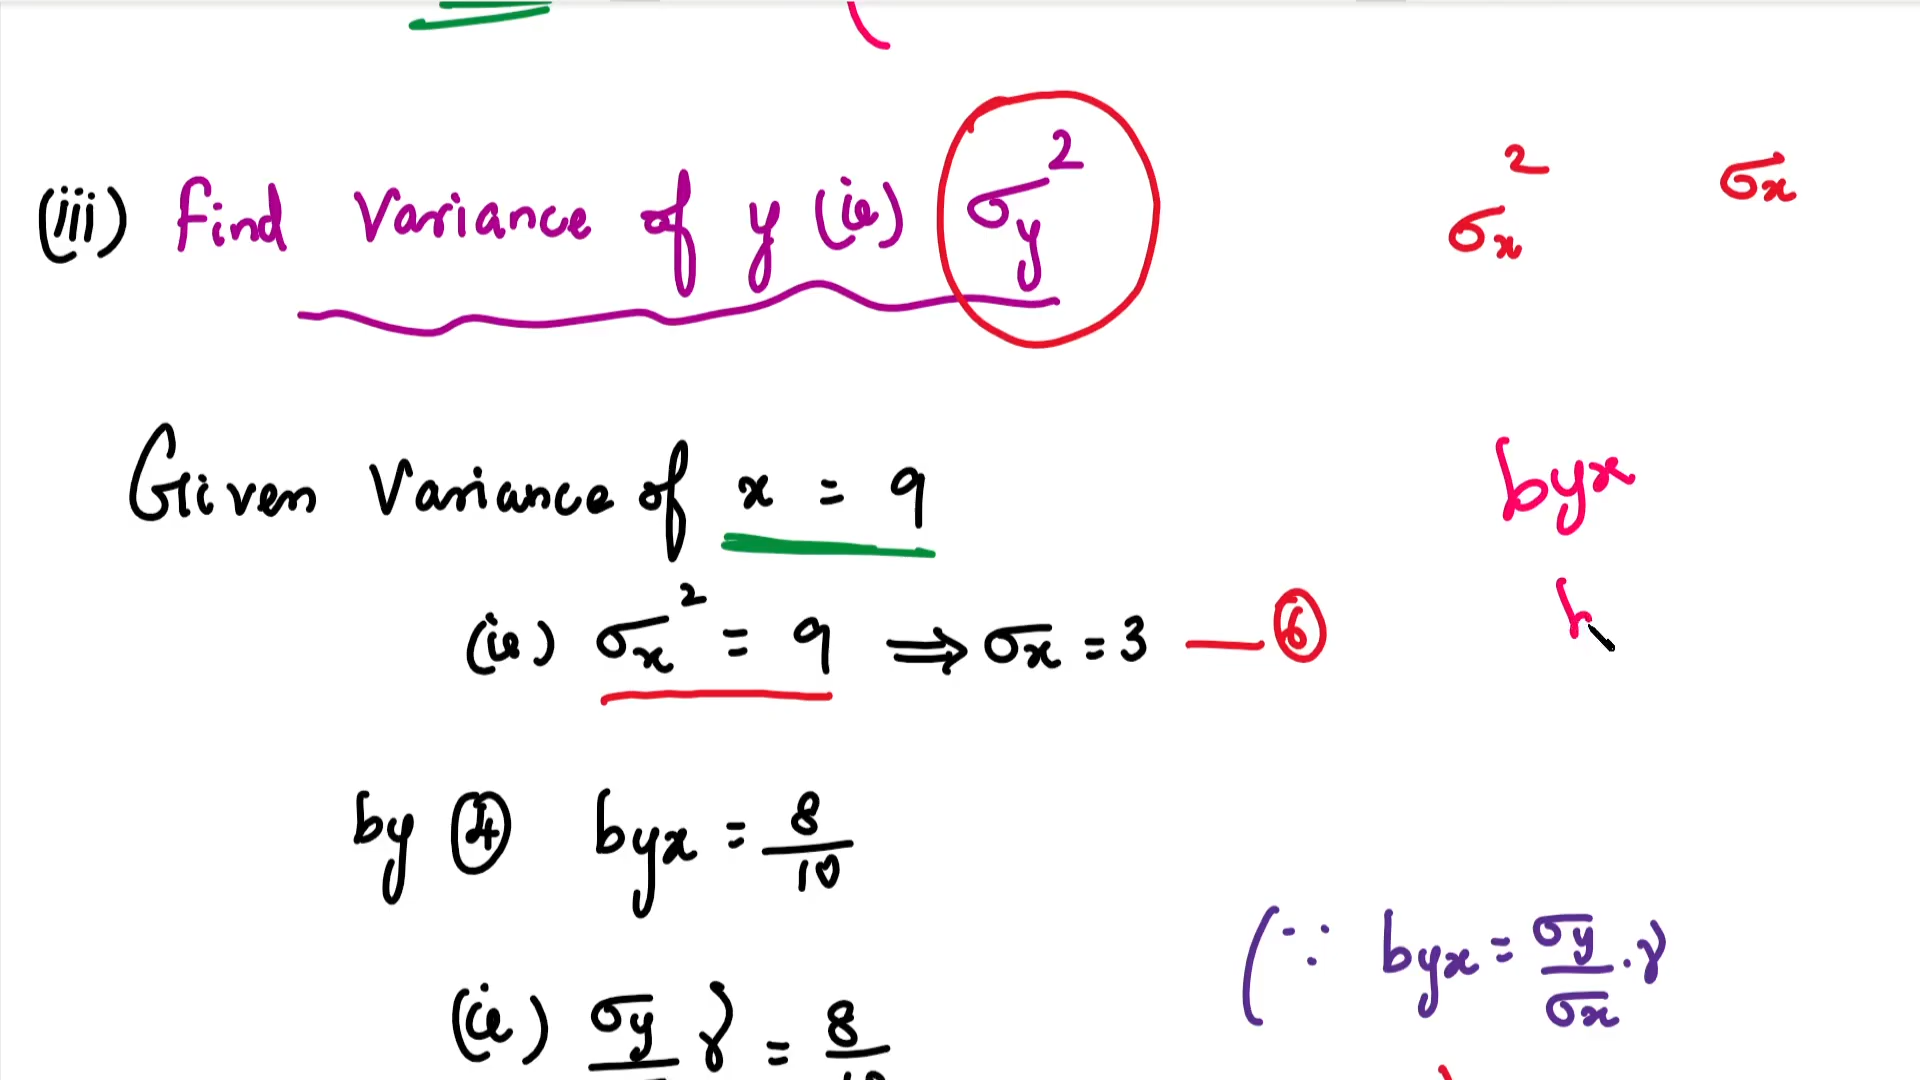 (iii) Find Variance of y (ie) σy²
σx² σx
Given Variance of x = 9
byx
(ie) σx² = 9 ⟹ σx = 3 — ⑥
b
by ④ byx = 8/10
(∵ byx = σy/σx · γ
(ie) σy γ = 8/10